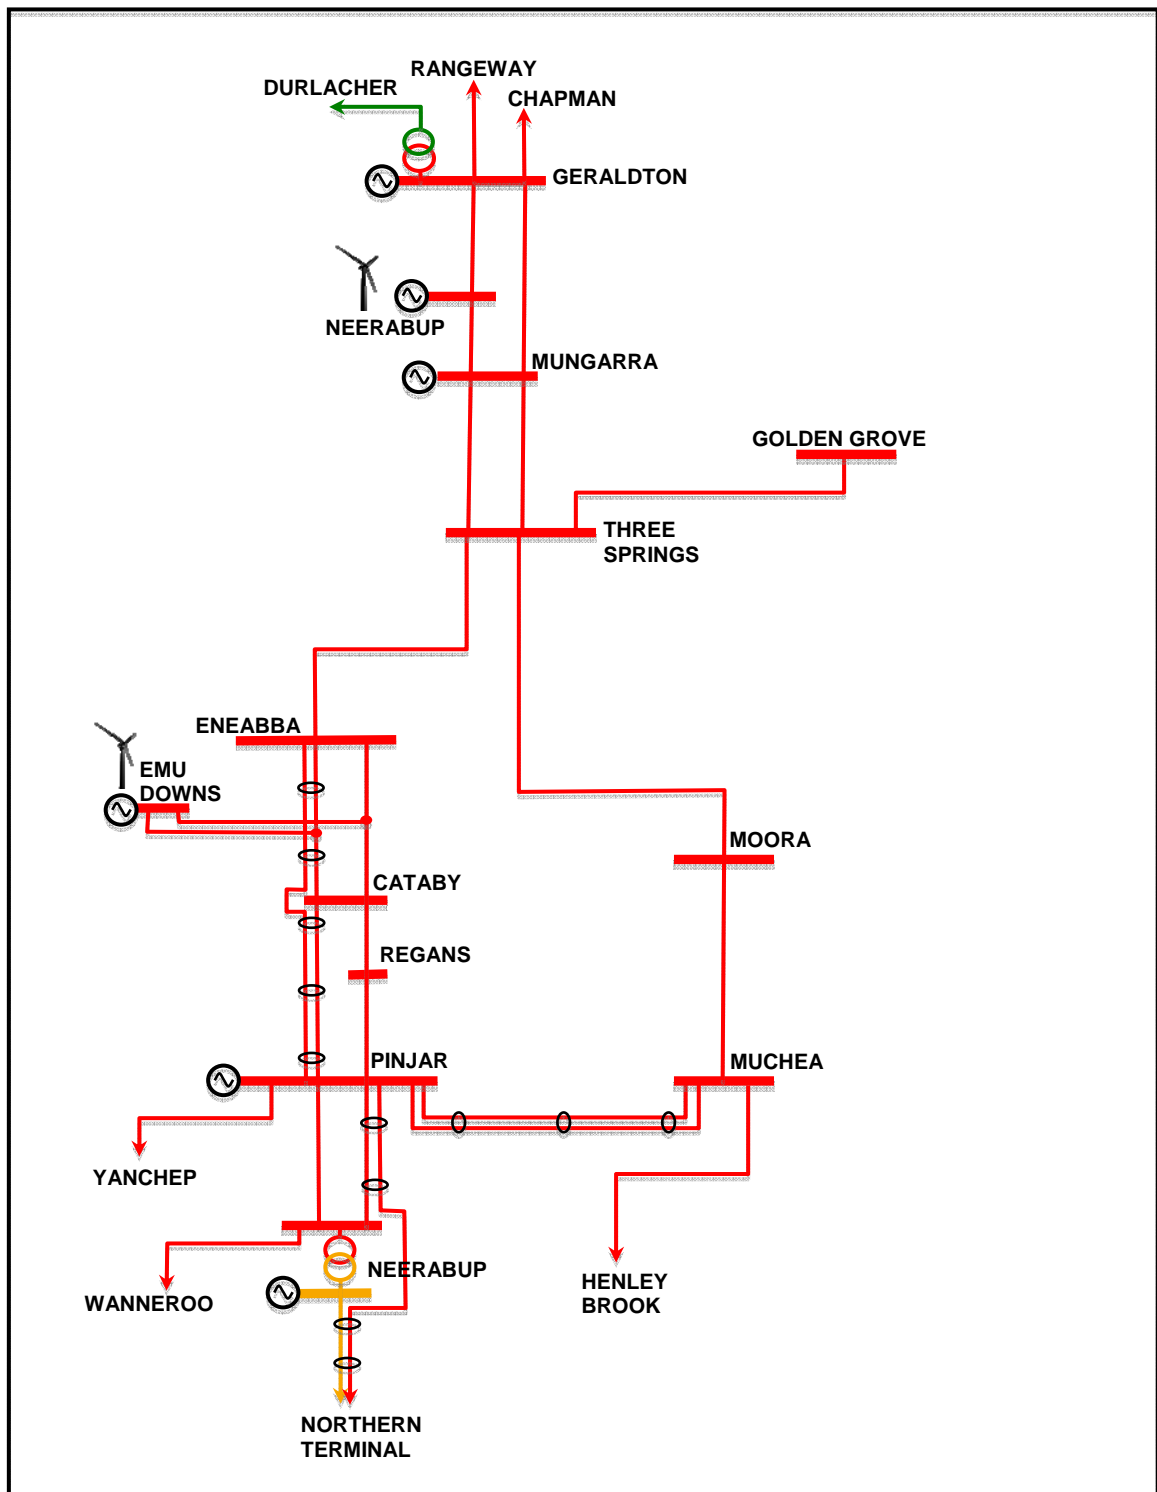 RANGEWAY
DURLACHER
CHAPMAN
GERALDTON
NEERABUP
MUNGARRA
GOLDEN GROVE
THREE
SPRINGS
ENEABBA
EMU
DOWNS
MOORA
CATABY
REGANS
PINJAR
MUCHEA
YANCHEP
NEERABUP
WANNEROO
HENLEY
BROOK
NORTHERN
TERMINAL